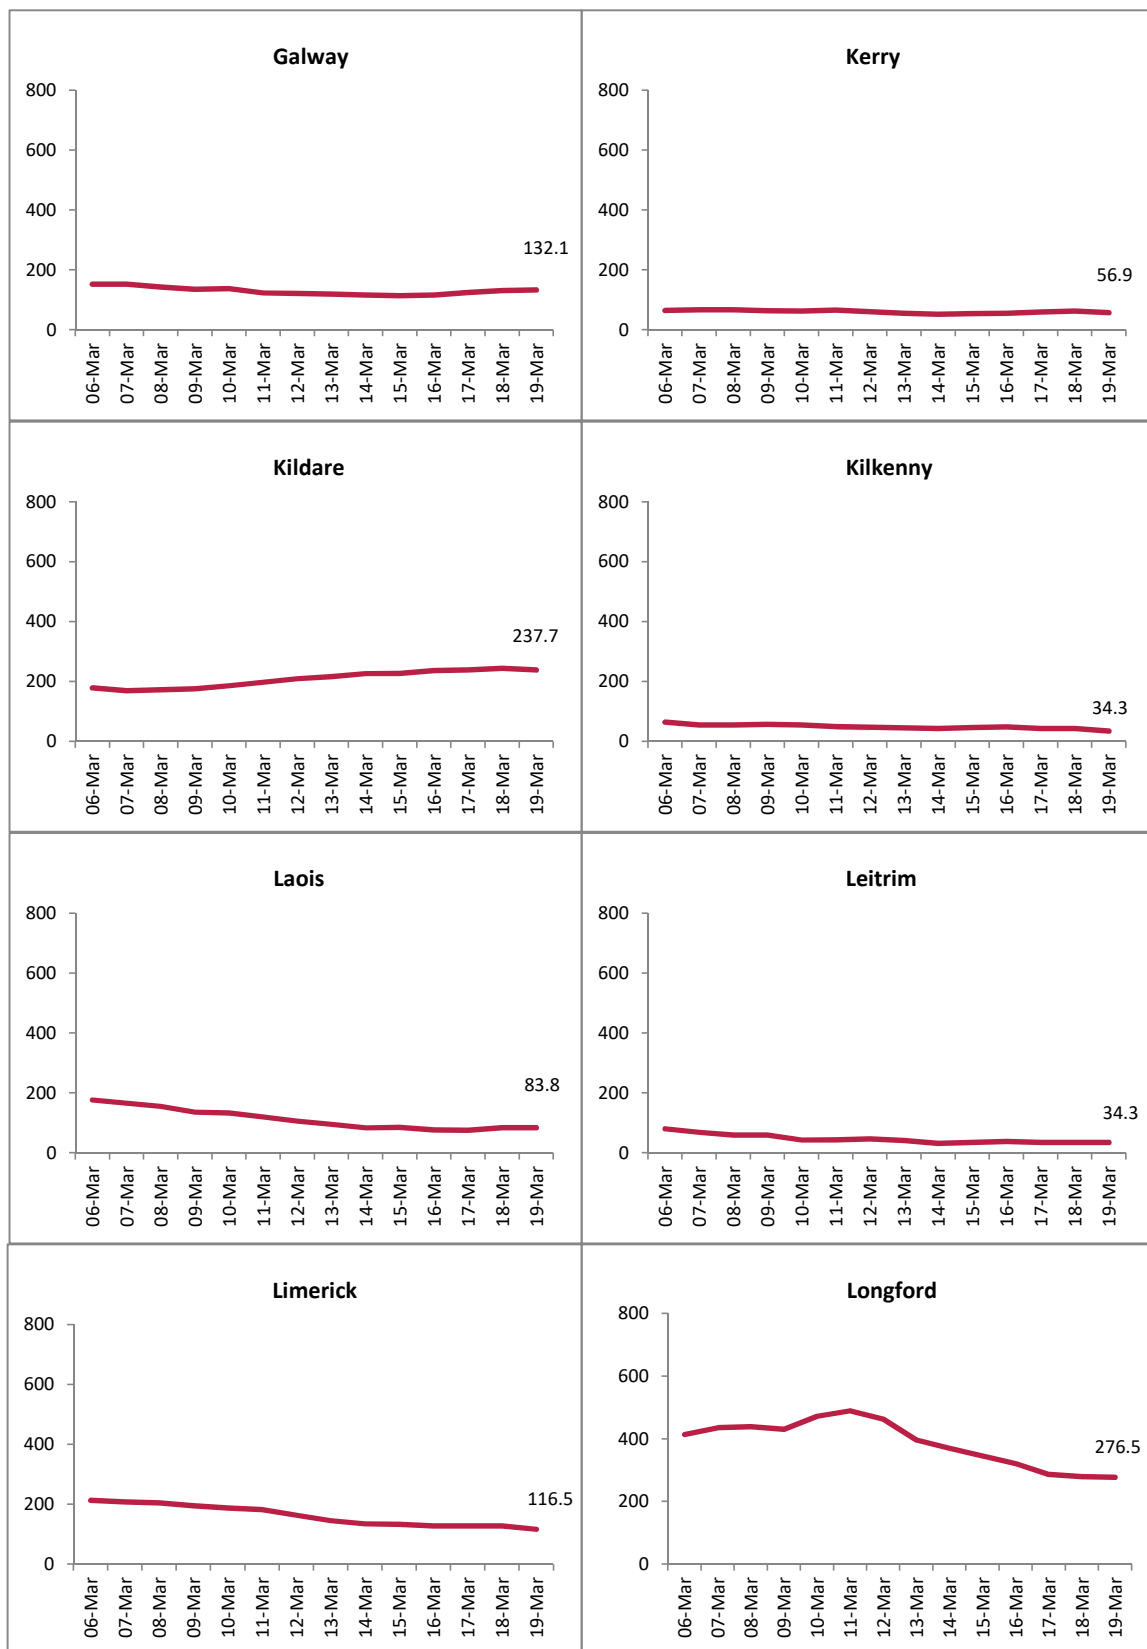 Galway
800
600
400
200
0
132.1
06-Mar
07-Mar
08-Mar
09-Mar
10-Mar
11-Mar
12-Mar
13-Mar
14-Mar
15-Mar
16-Mar
17-Mar
18-Mar
19-Mar
Kerry
800
600
400
200
0
56.9
06-Mar
07-Mar
08-Mar
09-Mar
10-Mar
11-Mar
12-Mar
13-Mar
14-Mar
15-Mar
16-Mar
17-Mar
18-Mar
19-Mar
Kildare
800
600
400
200
0
237.7
06-Mar
07-Mar
08-Mar
09-Mar
10-Mar
11-Mar
12-Mar
13-Mar
14-Mar
15-Mar
16-Mar
17-Mar
18-Mar
19-Mar
Kilkenny
800
600
400
200
0
34.3
06-Mar
07-Mar
08-Mar
09-Mar
10-Mar
11-Mar
12-Mar
13-Mar
14-Mar
15-Mar
16-Mar
17-Mar
18-Mar
19-Mar
Laois
800
600
400
200
0
83.8
06-Mar
07-Mar
08-Mar
09-Mar
10-Mar
11-Mar
12-Mar
13-Mar
14-Mar
15-Mar
16-Mar
17-Mar
18-Mar
19-Mar
Leitrim
800
600
400
200
0
34.3
06-Mar
07-Mar
08-Mar
09-Mar
10-Mar
11-Mar
12-Mar
13-Mar
14-Mar
15-Mar
16-Mar
17-Mar
18-Mar
19-Mar
Limerick
800
600
400
200
0
116.5
06-Mar
07-Mar
08-Mar
09-Mar
10-Mar
11-Mar
12-Mar
13-Mar
14-Mar
15-Mar
16-Mar
17-Mar
18-Mar
19-Mar
Longford
800
600
400
200
0
276.5
06-Mar
07-Mar
08-Mar
09-Mar
10-Mar
11-Mar
12-Mar
13-Mar
14-Mar
15-Mar
16-Mar
17-Mar
18-Mar
19-Mar